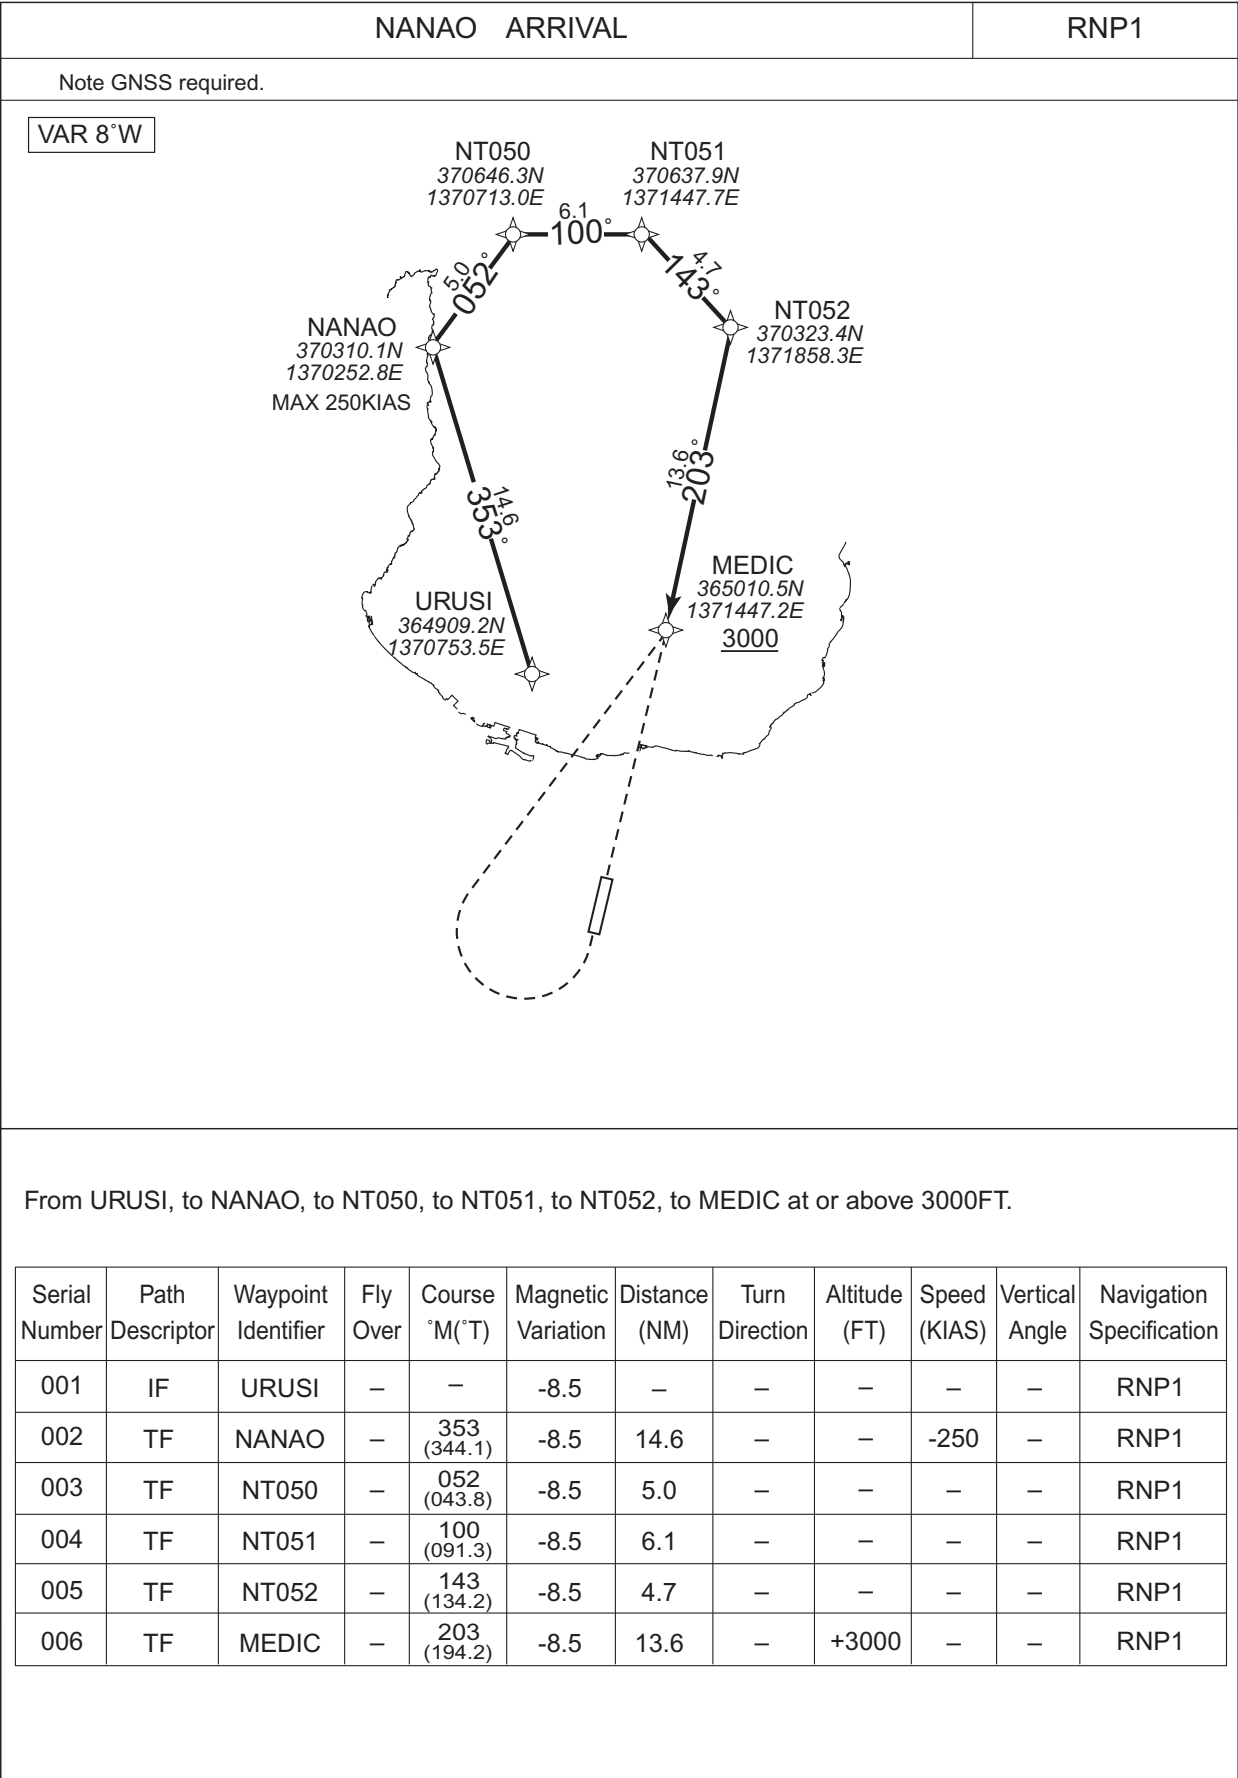 NANAO ARRIVAL
RNP1
Note GNSS required.
VAR 8˚W
NT050
370646.3N
1370713.0E
NT051
370637.9N
1371447.7E
6.1
100˚
5.0
052˚
4.7
143˚
NANAO
370310.1N
1370252.8E
MAX 250KIAS
NT052
370323.4N
1371858.3E
14.6
353˚
13.6
203˚
URUSI
364909.2N
1370753.5E
MEDIC
365010.5N
1371447.2E
3000
From URUSI, to NANAO, to NT050, to NT051, to NT052, to MEDIC at or above 3000FT.
Serial Number Path Descriptor Waypoint Identifier Fly Over Course ˚M(˚T) Magnetic Variation Distance (NM) Turn Direction Altitude (FT) Speed (KIAS) Vertical Angle Navigation Specification
001 IF URUSI – – -8.5 – – – – – RNP1
002 TF NANAO – 353 (344.1) -8.5 14.6 – – -250 – RNP1
003 TF NT050 – 052 (043.8) -8.5 5.0 – – – – RNP1
004 TF NT051 – 100 (091.3) -8.5 6.1 – – – – RNP1
005 TF NT052 – 143 (134.2) -8.5 4.7 – – – – RNP1
006 TF MEDIC – 203 (194.2) -8.5 13.6 – +3000 – – RNP1